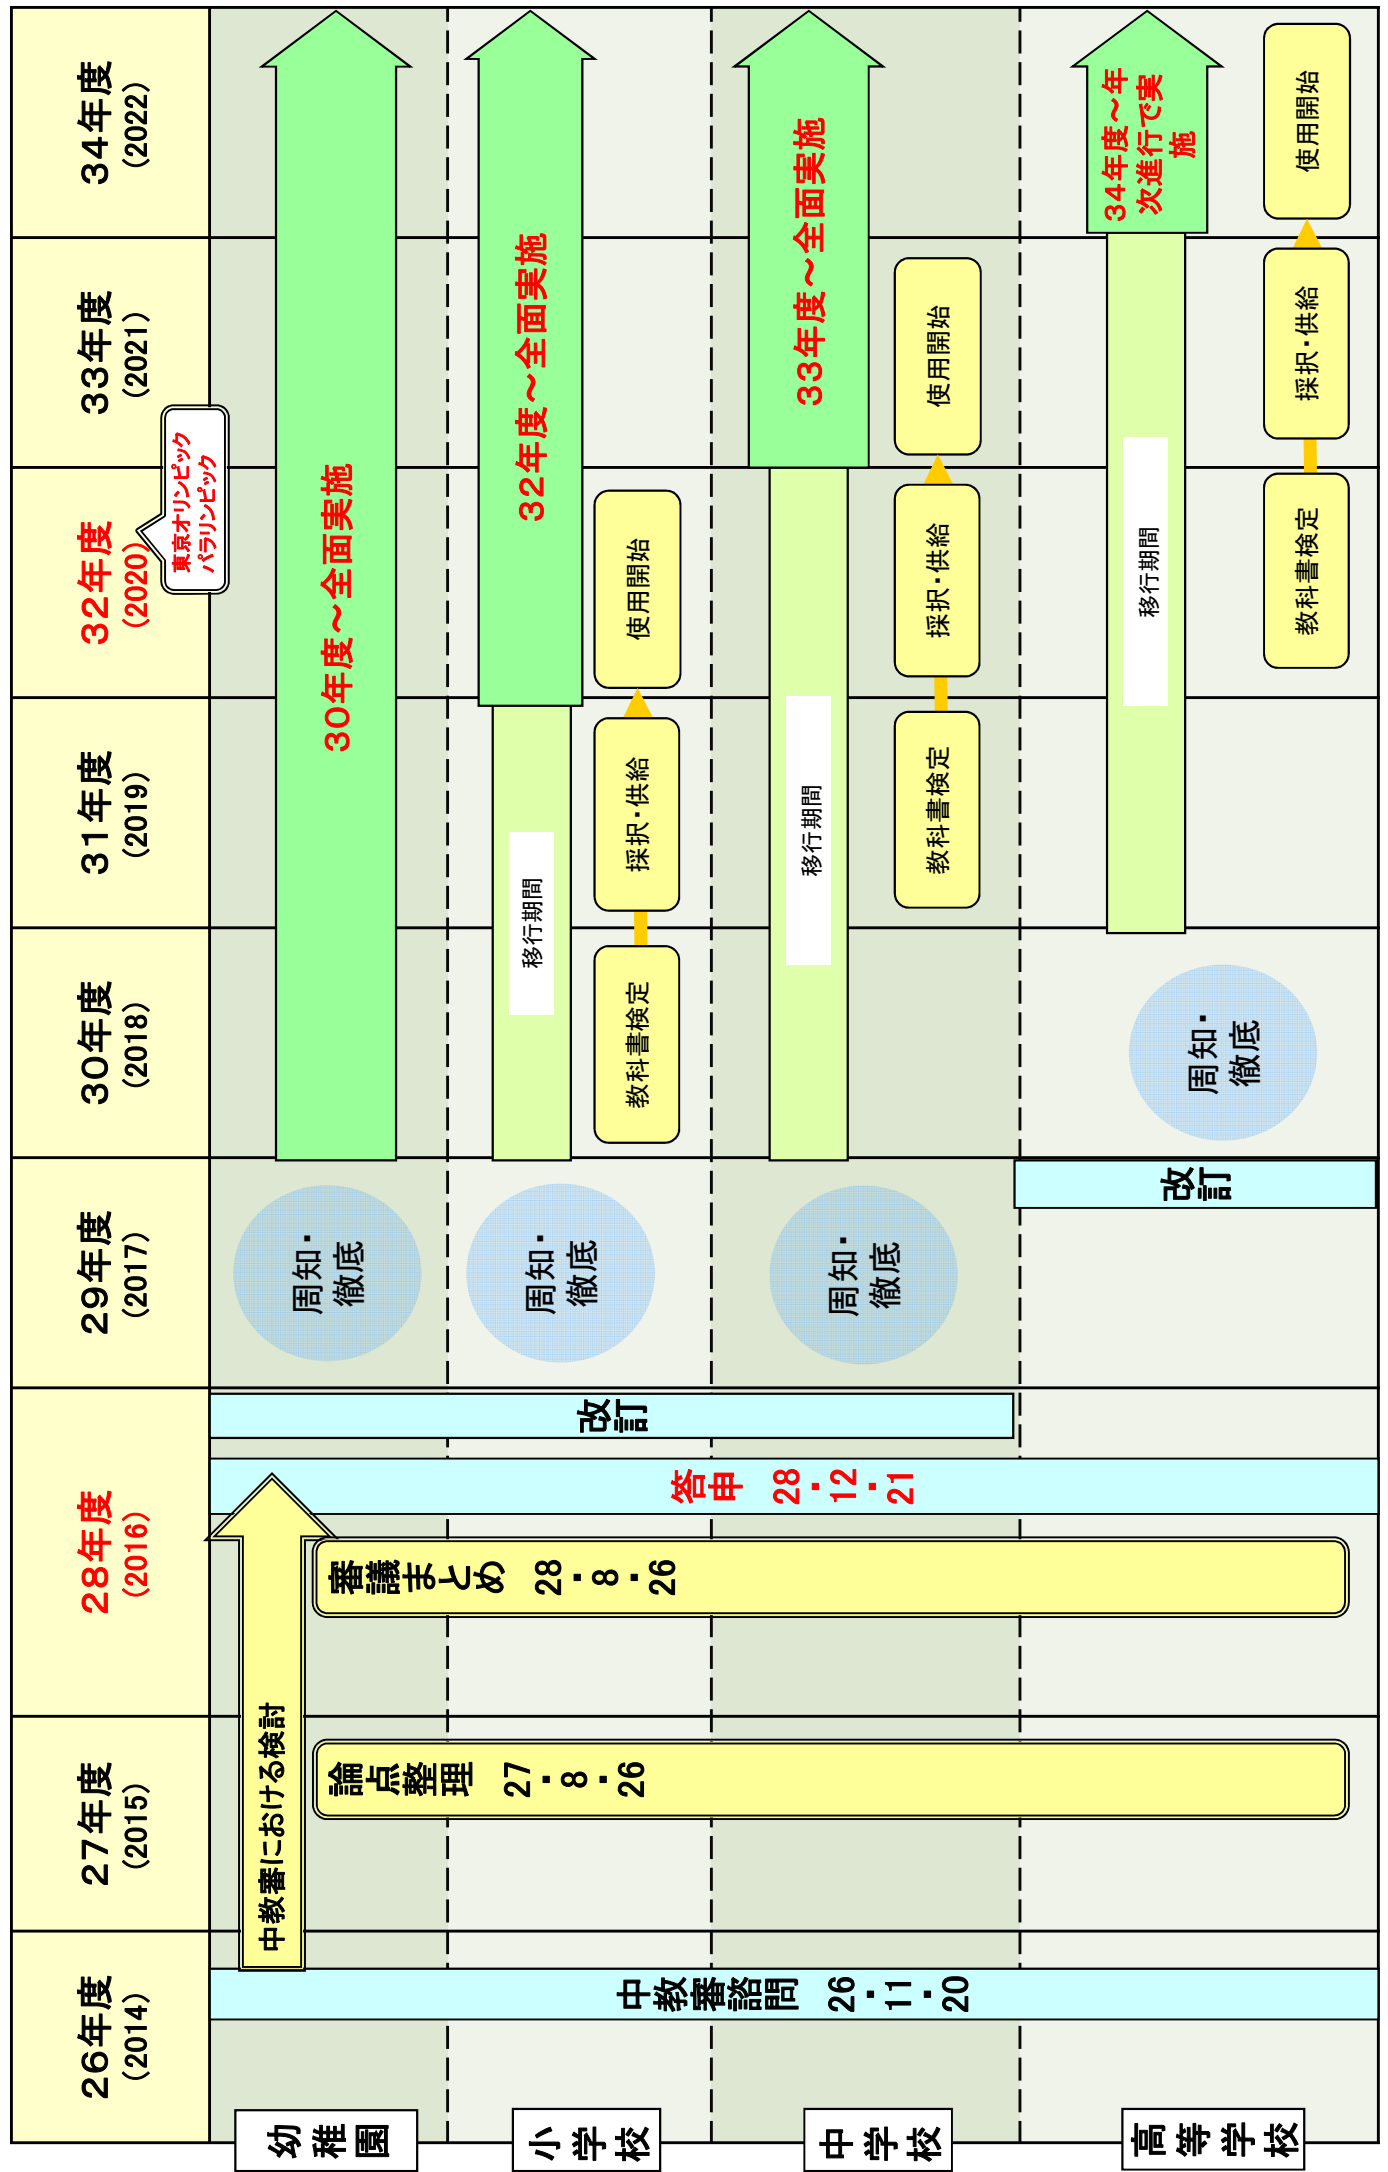 26年度
(2014)
27年度
(2015)
28年度
(2016)
29年度
(2017)
30年度
(2018)
31年度
(2019)
32年度
(2020)
33年度
(2021)
34年度
(2022)
東京オリンピック
パラリンピック
幼稚園
小学校
中学校
高等学校
中教審諮問　26・11・20
中教審における検討
論点整理　27・8・26
審議まとめ　28・8・26
答申　28・12・21
改訂
周知・
徹底
30年度～全面実施
周知・
徹底
移行期間
32年度～全面実施
教科書検定
採択・供給
使用開始
周知・
徹底
移行期間
33年度～全面実施
教科書検定
採択・供給
使用開始
改訂
周知・
徹底
移行期間
34年度～年
次進行で実
施
教科書検定
採択・供給
使用開始